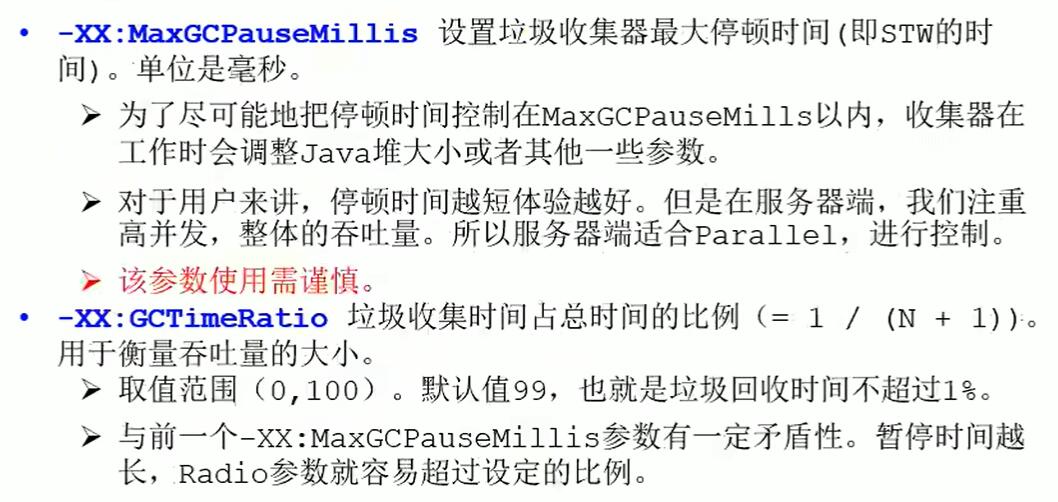 • -XX:MaxGCPauseMillis 设置垃圾收集器最大停顿时间(即STW的时
间)。单位是毫秒。
➢ 为了尽可能地把停顿时间控制在MaxGCPauseMills以内，收集器在
工作时会调整Java堆大小或者其他一些参数。
➢ 对于用户来讲，停顿时间越短体验越好。但是在服务器端，我们注重
高并发，整体的吞吐量。所以服务器端适合Parallel，进行控制。
➢ 该参数使用需谨慎。
• -XX:GCTimeRatio 垃圾收集时间占总时间的比例（= 1 / (N + 1)）。
用于衡量吞吐量的大小。
➢ 取值范围（0,100）。默认值99，也就是垃圾回收时间不超过1%。
➢ 与前一个-XX:MaxGCPauseMillis参数有一定矛盾性。暂停时间越
长，Radio参数就容易超过设定的比例。